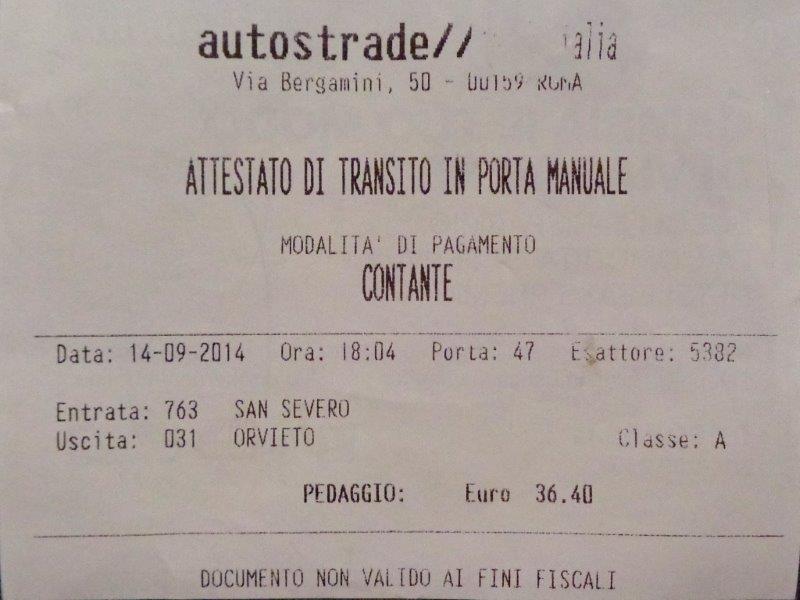 autostrade// alia
Via Bergamini, 50 - 00159 ROMA
ATTESTATO DI TRANSITO IN PORTA MANUALE
MODALITA' DI PAGAMENTO
CONTANTE
Data: 14-09-2014 Ora: 18:04 Porta: 47 Esattore: 5382
Entrata: 763 SAN SEVERO
Uscita: 031 ORVIETO Classe: A
PEDAGGIO: Euro 36.40
DOCUMENTO NON VALIDO AI FINI FISCALI